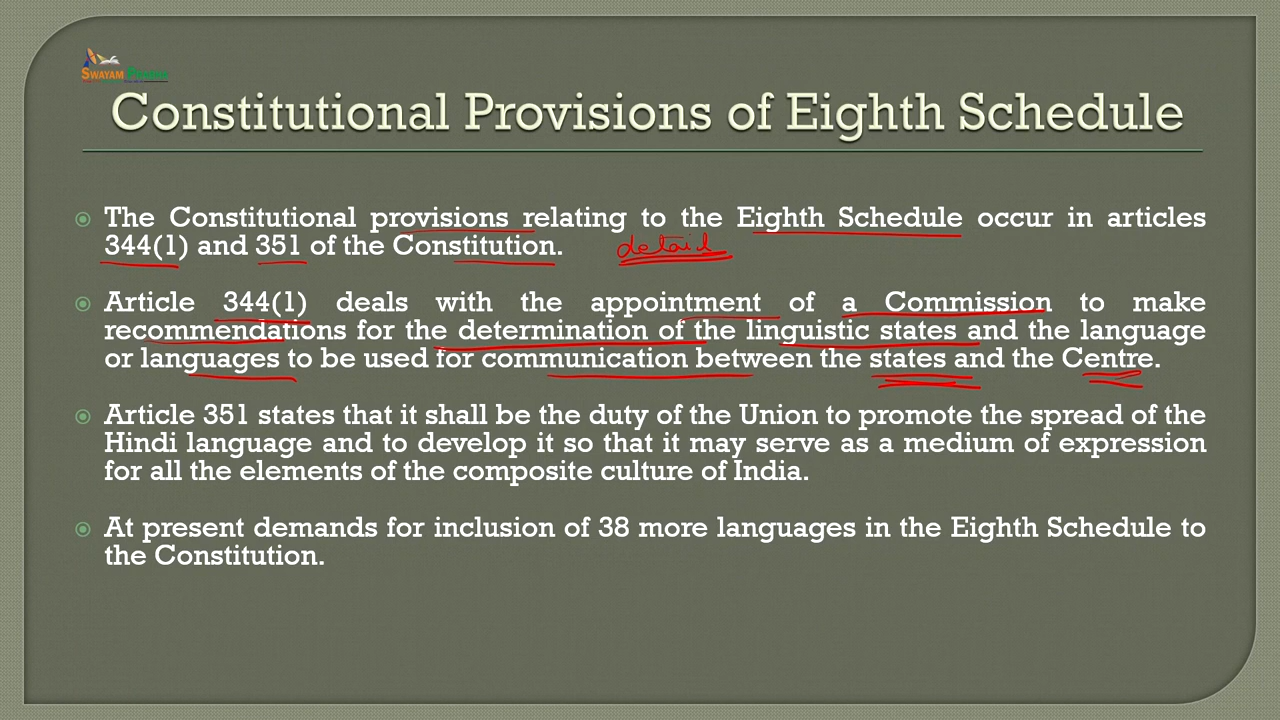 SWAYAM PRABHA
Constitutional Provisions of Eighth Schedule
The Constitutional provisions relating to the Eighth Schedule occur in articles
344(1) and 351 of the Constitution. detail
Article 344(1) deals with the appointment of a Commission to make
recommendations for the determination of the linguistic states and the language
or languages to be used for communication between the states and the Centre.
Article 351 states that it shall be the duty of the Union to promote the spread of the
Hindi language and to develop it so that it may serve as a medium of expression
for all the elements of the composite culture of India.
At present demands for inclusion of 38 more languages in the Eighth Schedule to
the Constitution.